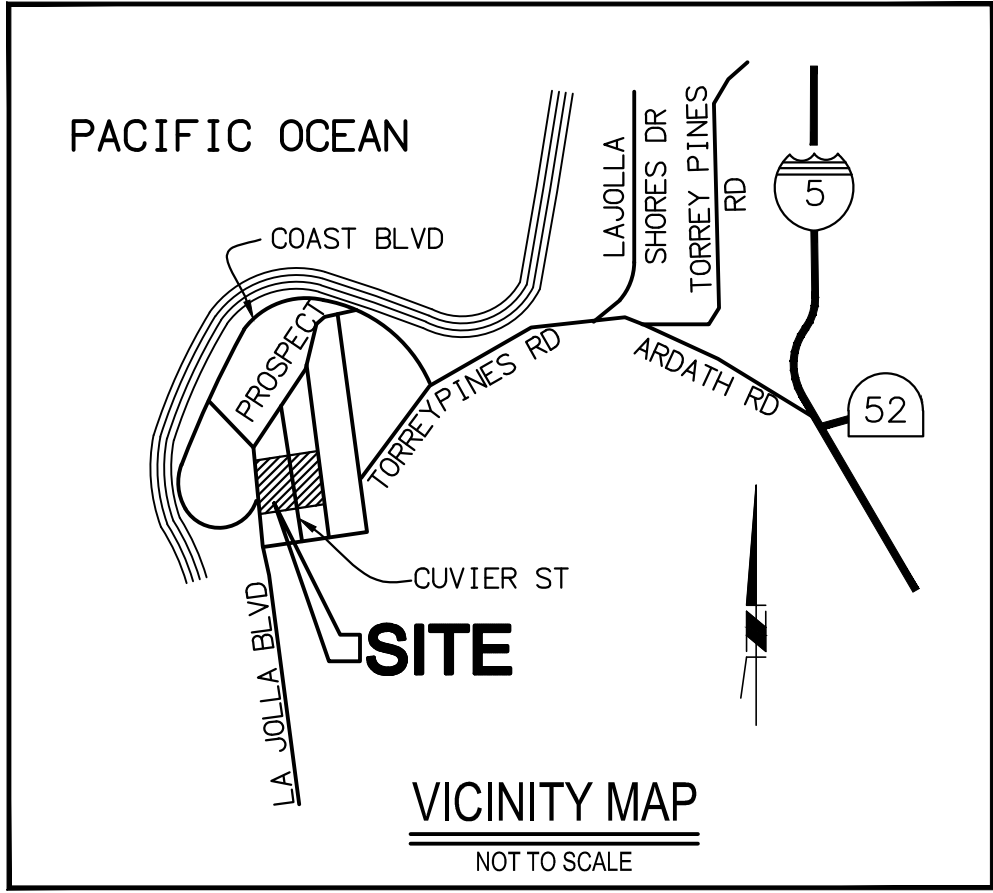 PACIFIC OCEAN
COAST BLVD
PROSPECT
LAJOLLA
SHORES DR
TORREY PINES
RD
5
52
TORREYPINES RD
ARDATH RD
CUVIER ST
SITE
LA JOLLA BLVD
VICINITY MAP
NOT TO SCALE